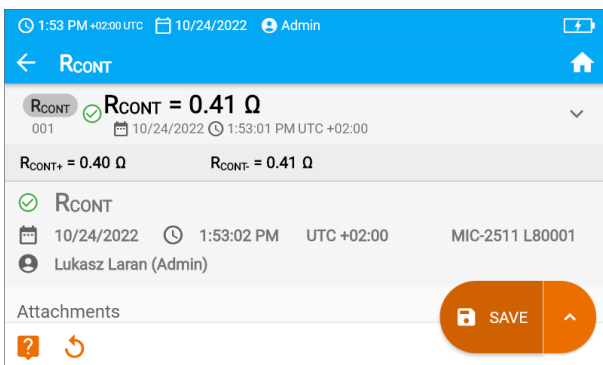 1:53 PM +02:00 UTC 10/24/2022 Admin
RCONT
RCONT RCONT = 0.41 Ω
001 10/24/2022 1:53:01 PM UTC +02:00
RCONT+ = 0.40 Ω RCONT- = 0.41 Ω
RCONT
10/24/2022 1:53:02 PM UTC +02:00 MIC-2511 L80001
Lukasz Laran (Admin)
Attachments
SAVE
?